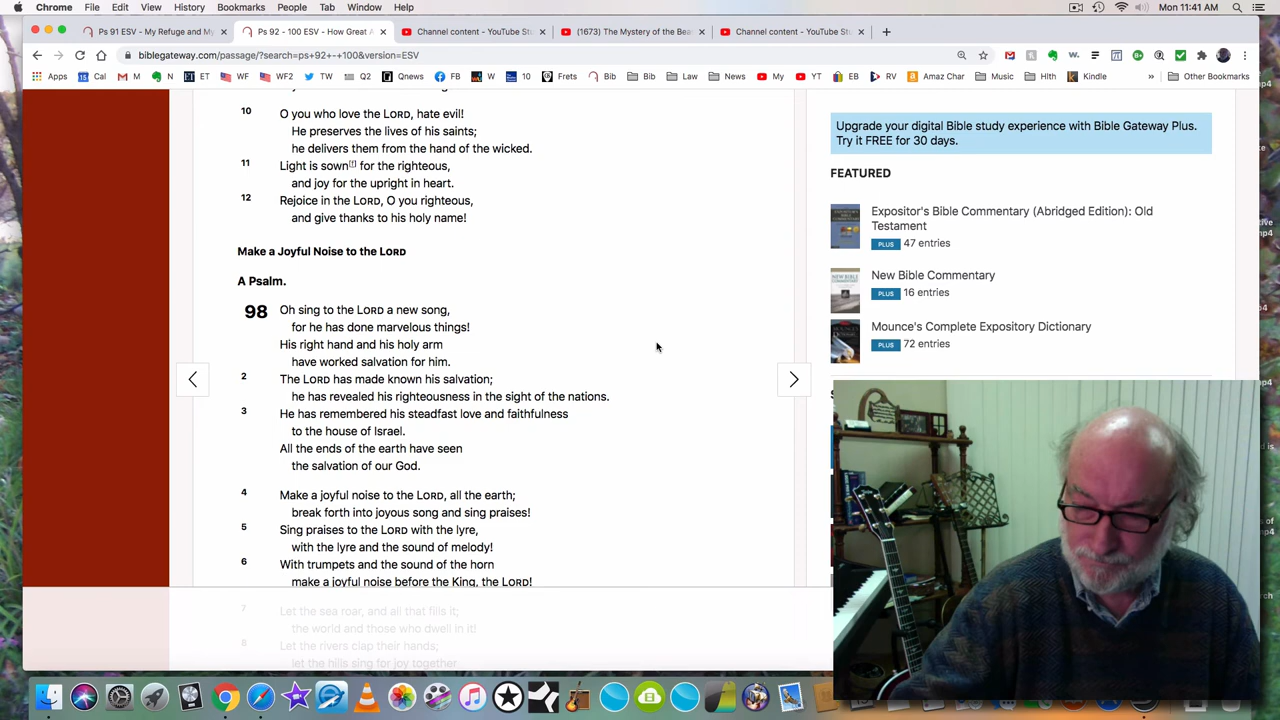 Chrome File Edit View History Bookmarks People Tab Window Help Mon 11:41 AM
Ps 91 ESV - My Refuge and My
Ps 92 - 100 ESV - How Great A
Channel content - YouTube St
(1673) The Mystery of the Bea
Channel content - YouTube St
biblegateway.com/passage/?search=ps+92+-+100&version=ESV
Apps Cal M N ET WF WF2 TW Q2 Qnews FB W 10 Frets Bib Bib Law News My YT EB RV Amaz Char Music Hlth Kindle » Other Bookmarks
10 O you who love the LORD, hate evil!
He preserves the lives of his saints;
he delivers them from the hand of the wicked.
11 Light is sown[f] for the righteous,
and joy for the upright in heart.
12 Rejoice in the LORD, O you righteous,
and give thanks to his holy name!
Make a Joyful Noise to the LORD
A Psalm.
98 Oh sing to the LORD a new song,
for he has done marvelous things!
His right hand and his holy arm
have worked salvation for him.
2 The LORD has made known his salvation;
he has revealed his righteousness in the sight of the nations.
3 He has remembered his steadfast love and faithfulness
to the house of Israel.
All the ends of the earth have seen
the salvation of our God.
4 Make a joyful noise to the LORD, all the earth;
break forth into joyous song and sing praises!
5 Sing praises to the LORD with the lyre,
with the lyre and the sound of melody!
6 With trumpets and the sound of the horn
make a joyful noise before the King, the LORD!
7 Let the sea roar, and all that fills it;
the world and those who dwell in it!
8 Let the rivers clap their hands;
let the hills sing for joy together
Upgrade your digital Bible study experience with Bible Gateway Plus.
Try it FREE for 30 days.
FEATURED
Expositor's Bible Commentary (Abridged Edition): Old
Testament
PLUS 47 entries
New Bible Commentary
PLUS 16 entries
Mounce's Complete Expository Dictionary
PLUS 72 entries